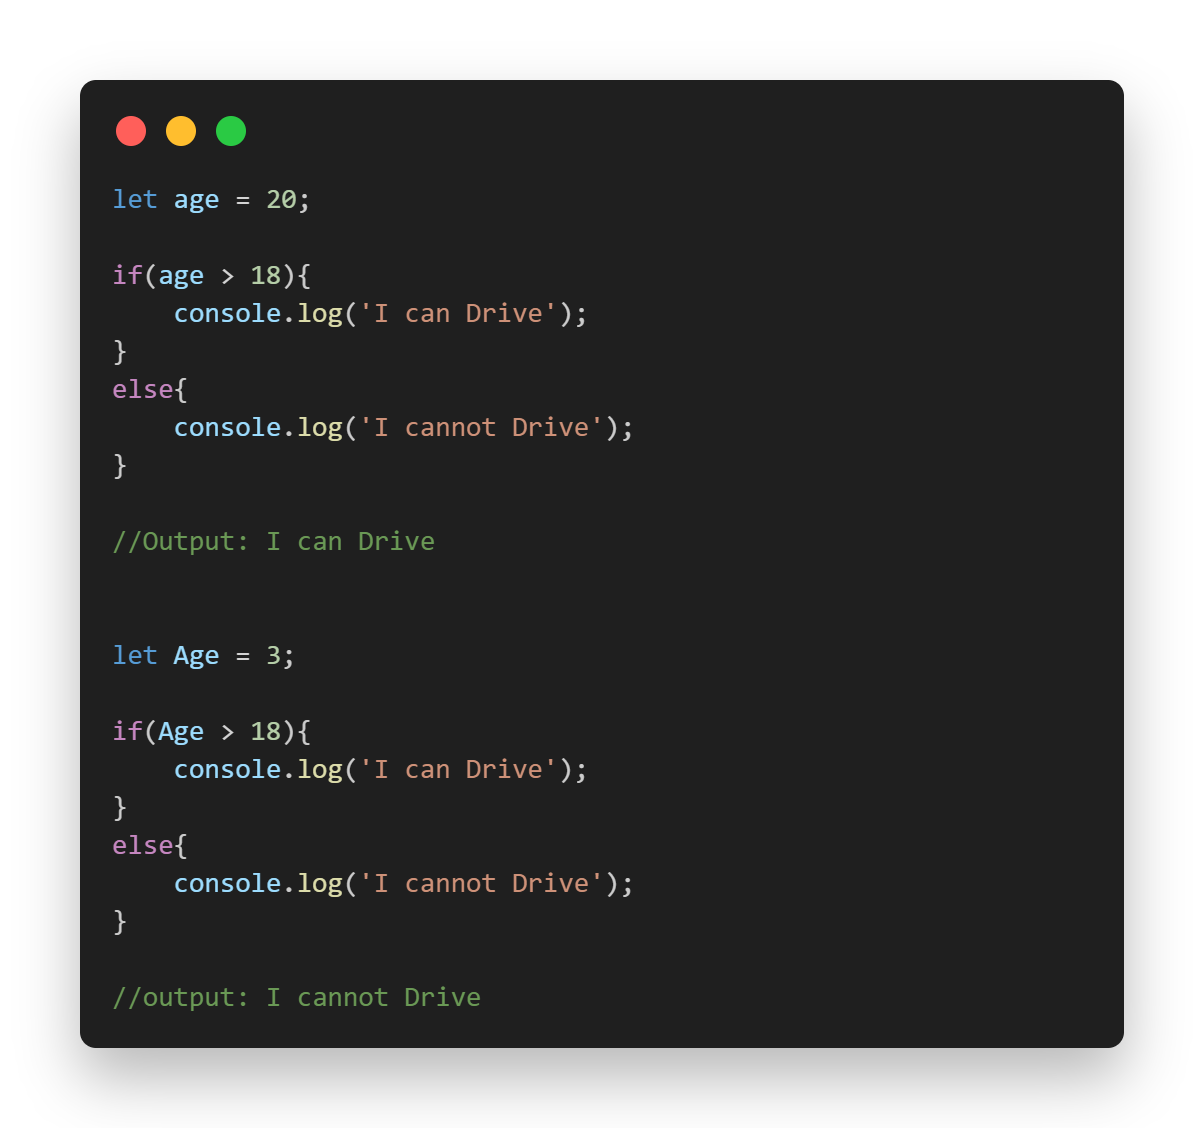 let age = 20;
if(age > 18){
    console.log('I can Drive');
}
else{
    console.log('I cannot Drive');
}
//Output: I can Drive
let Age = 3;
if(Age > 18){
    console.log('I can Drive');
}
else{
    console.log('I cannot Drive');
}
//output: I cannot Drive